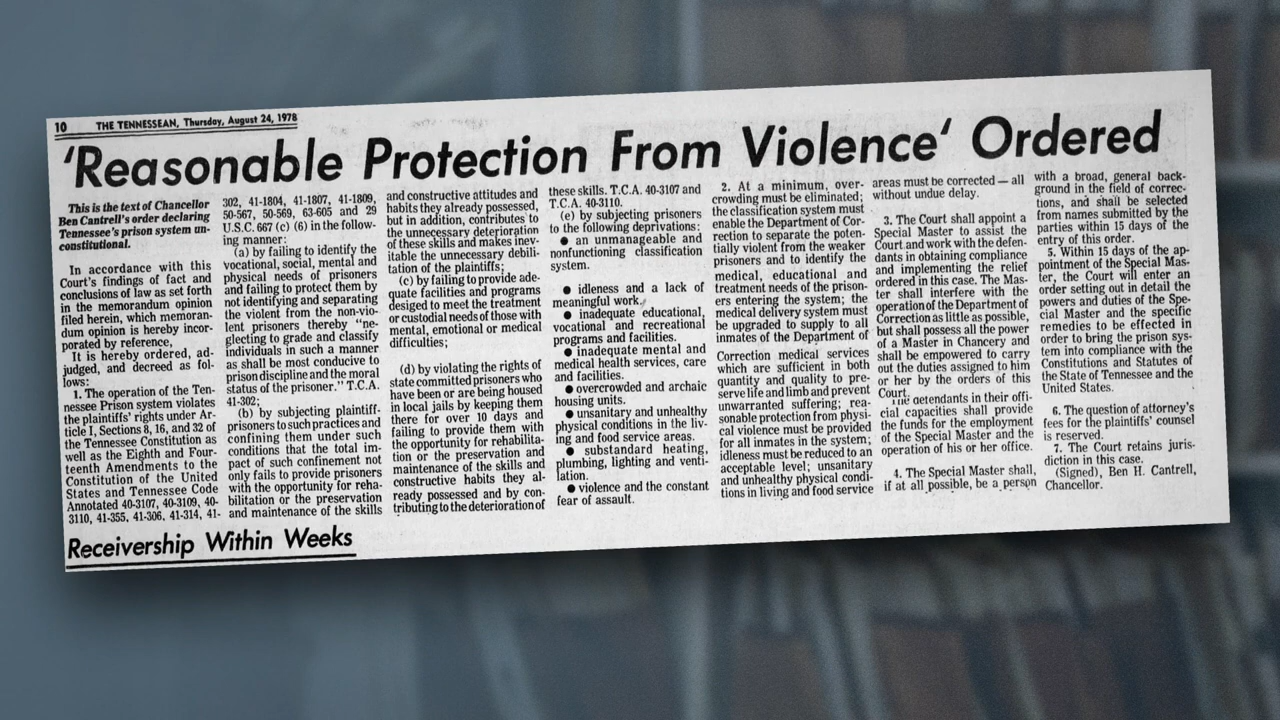 10 THE TENNESSEAN, Thursday, August 24, 1978
'Reasonable Protection From Violence' Ordered
This is the text of Chancellor
Ben Cantrell's order declaring
Tennessee's prison system un-
constitutional.
In accordance with this
Court's findings of fact and
conclusions of law as set forth
in the memorandum opinion
filed herein, which memoran-
dum opinion is hereby incor-
porated by reference,
It is hereby ordered, ad-
judged, and decreed as fol-
lows:
1. The operation of the Ten-
nessee Prison system violates
the plaintiffs' rights under Ar-
ticle I, Sections 8, 16, and 32 of
the Tennessee Constitution as
well as the Eighth and Four-
teenth Amendments to the
Constitution of the United
States and Tennessee Code
Annotated 40-3107, 40-3109, 40-
3110, 41-355, 41-306, 41-314, 41-
302, 41-1804, 41-1807, 41-1809,
50-567, 50-569, 63-605 and 29
U.S.C. 667 (c) (6) in the follow-
ing manner:
(a) by failing to identify the
vocational, social, mental and
physical needs of prisoners
and failing to protect them by
not identifying and separating
the violent from the non-vio-
lent prisoners thereby "ne-
glecting to grade and classify
individuals in such a manner
as shall be most conducive to
prison discipline and the moral
status of the prisoner." T.C.A.
41-302;
(b) by subjecting plaintiff.
prisoners to such practices and
confining them under such
conditions that the total im-
pact of such confinement not
only fails to provide prisoners
with the opportunity for reha-
bilitation or the preservation
and maintenance of the skills
and constructive attitudes and
habits they already possessed,
but in addition, contributes to
the unnecessary deterioration
of these skills and makes inev-
itable the unnecessary debili-
tation of the plaintiffs;
(c) by failing to provide ade-
quate facilities and programs
designed to meet the treatment
or custodial needs of those with
mental, emotional or medical
difficulties;
(d) by violating the rights of
state committed prisoners who
have been or are being housed
in local jails by keeping them
there for over 10 days and
failing to provide them with
the opportunity for rehabilita-
tion or the preservation and
maintenance of the skills and
constructive habits they al-
ready possessed and by con-
tributing to the deterioration of
these skills. T.C.A. 40-3107 and
T.C.A. 40-3110.
(e) by subjecting prisoners
to the following deprivations:
● an unmanageable and
nonfunctioning classification
system.
● idleness and a lack of
meaningful work.
● inadequate educational,
vocational and recreational
programs and facilities.
● inadequate mental and
medical health services, care
and facilities.
● overcrowded and archaic
housing units.
● unsanitary and unhealthy
physical conditions in the liv-
ing and food service areas.
● substandard heating,
plumbing, lighting and venti-
lation.
● violence and the constant
fear of assault.
2. At a minimum, over-
crowding must be eliminated;
the classification system must
enable the Department of Cor-
rection to separate the poten-
tially violent from the weaker
prisoners and to identify the
medical, educational and
treatment needs of the prison-
ers entering the system; the
medical delivery system must
be upgraded to supply to all
inmates of the Department of
Correction medical services
which are sufficient in both
quantity and quality to pre-
serve life and limb and prevent
unwarranted suffering; rea-
sonable protection from physi-
cal violence must be provided
for all inmates in the system;
idleness must be reduced to an
acceptable level; unsanitary
and unhealthy physical condi-
tions in living and food service
areas must be corrected — all
without undue delay.
3. The Court shall appoint a
Special Master to assist the
Court and work with the defen-
dants in obtaining compliance
and implementing the relief
ordered in this case. The Mas-
ter shall interfere with the
operation of the Department of
Correction as little as possible,
but shall possess all the power
of a Master in Chancery and
shall be empowered to carry
out the duties assigned to him
or her by the orders of this
Court.
The defendants in their offi-
cial capacities shall provide
the funds for the employment
of the Special Master and the
operation of his or her office.
4. The Special Master shall,
if at all possible, be a person
with a broad, general back-
ground in the field of correc-
tions, and shall be selected
from names submitted by the
parties within 15 days of the
entry of this order.
5. Within 15 days of the ap-
pointment of the Special Mas-
ter, the Court will enter an
order setting out in detail the
powers and duties of the Spe-
cial Master and the specific
remedies to be effected in
order to bring the prison sys-
tem into compliance with the
Constitutions and Statutes of
the State of Tennessee and the
United States.
6. The question of attorney's
fees for the plaintiffs' counsel
is reserved.
7. The Court retains juris-
diction in this case.
(Signed), Ben H. Cantrell,
Chancellor.
Receivership Within Weeks